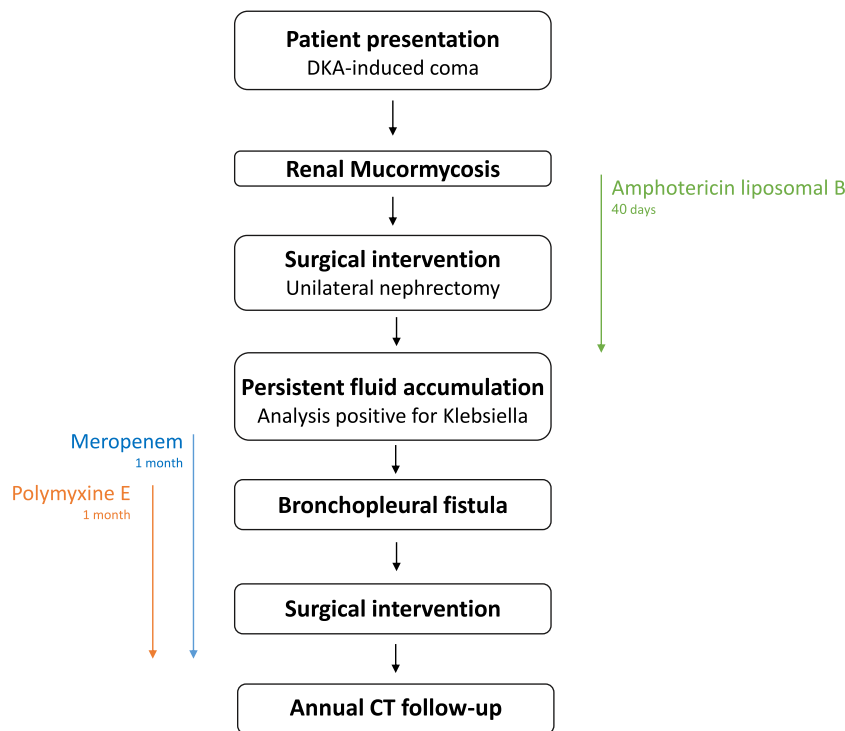 Patient presentation
DKA-induced coma
Renal Mucormycosis
Amphotericin liposomal B
40 days
Surgical intervention
Unilateral nephrectomy
Persistent fluid accumulation
Analysis positive for Klebsiella
Meropenem
1 month
Polymyxine E
1 month
Bronchopleural fistula
Surgical intervention
Annual CT follow-up